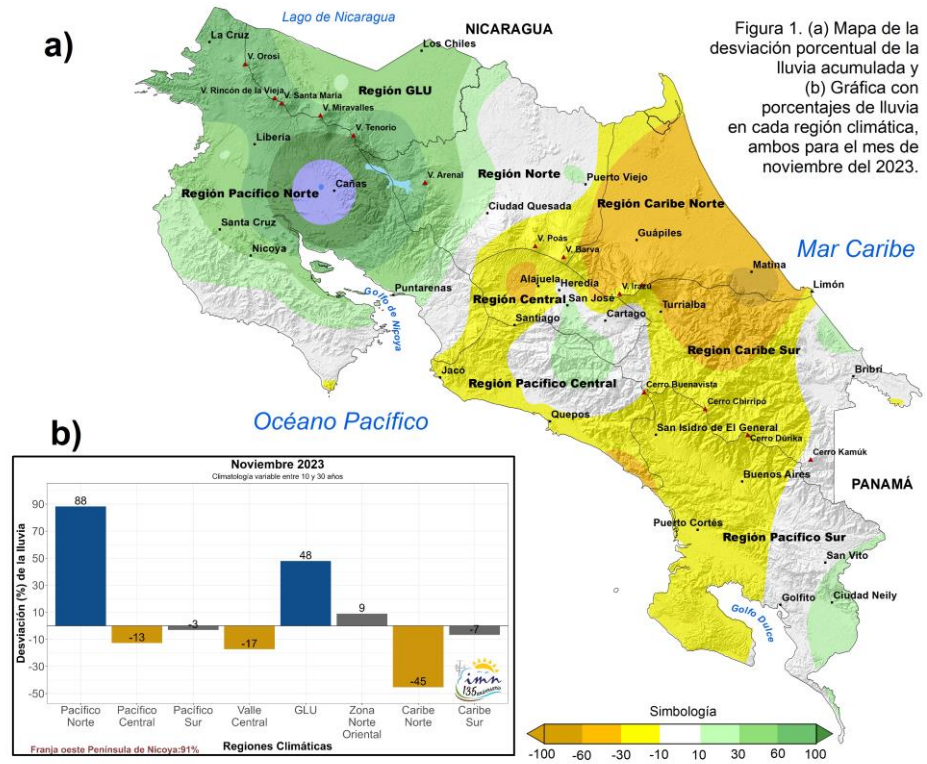 a)
Lago de Nicaragua
NICARAGUA
Figura 1. (a) Mapa de la
desviación porcentual de la
lluvia acumulada y
(b) Gráfica con
porcentajes de lluvia
en cada región climática,
ambos para el mes de
noviembre del 2023.
La Cruz
Los Chiles
V. Orosi
Región GLU
V. Rincón de la Vieja
V. Santa María
V. Miravalles
V. Tenorio
Liberia
V. Arenal
Región Norte
Puerto Viejo
Cañas
Región Pacífico Norte
Ciudad Quesada
Región Caribe Norte
Santa Cruz
Guápiles
V. Poás
V. Barva
Mar Caribe
Nicoya
Matina
Alajuela
Heredia
V. Irazú
Limón
Puntarenas
Región Central
San José
Turrialba
Golfo de Nicoya
Santiago
Cartago
Region Caribe Sur
Jacó
Bribrí
Región Pacífico Central
Cerro Buenavista
Cerro Chirripó
Océano Pacífico
Quepos
San Isidro de El General
Cerro Dúrika
Cerro Kamúk
Buenos Aires
PANAMÁ
Puerto Cortés
Región Pacífico Sur
San Vito
Golfito
Ciudad Neily
Golfo Dulce
b)
Noviembre 2023
Climatología variable entre 10 y 30 años
Desviación (%) de la lluvia
90
70
50
30
10
-10
-30
-50
88
-13
-3
-17
48
9
-45
-7
imn
135 aniversario
Pacífico Norte
Pacífico Central
Pacífico Sur
Valle Central
GLU
Zona Norte Oriental
Caribe Norte
Caribe Sur
Regiones Climáticas
Franja oeste Península de Nicoya:91%
Simbología
-100 -60 -30 -10 10 30 60 100